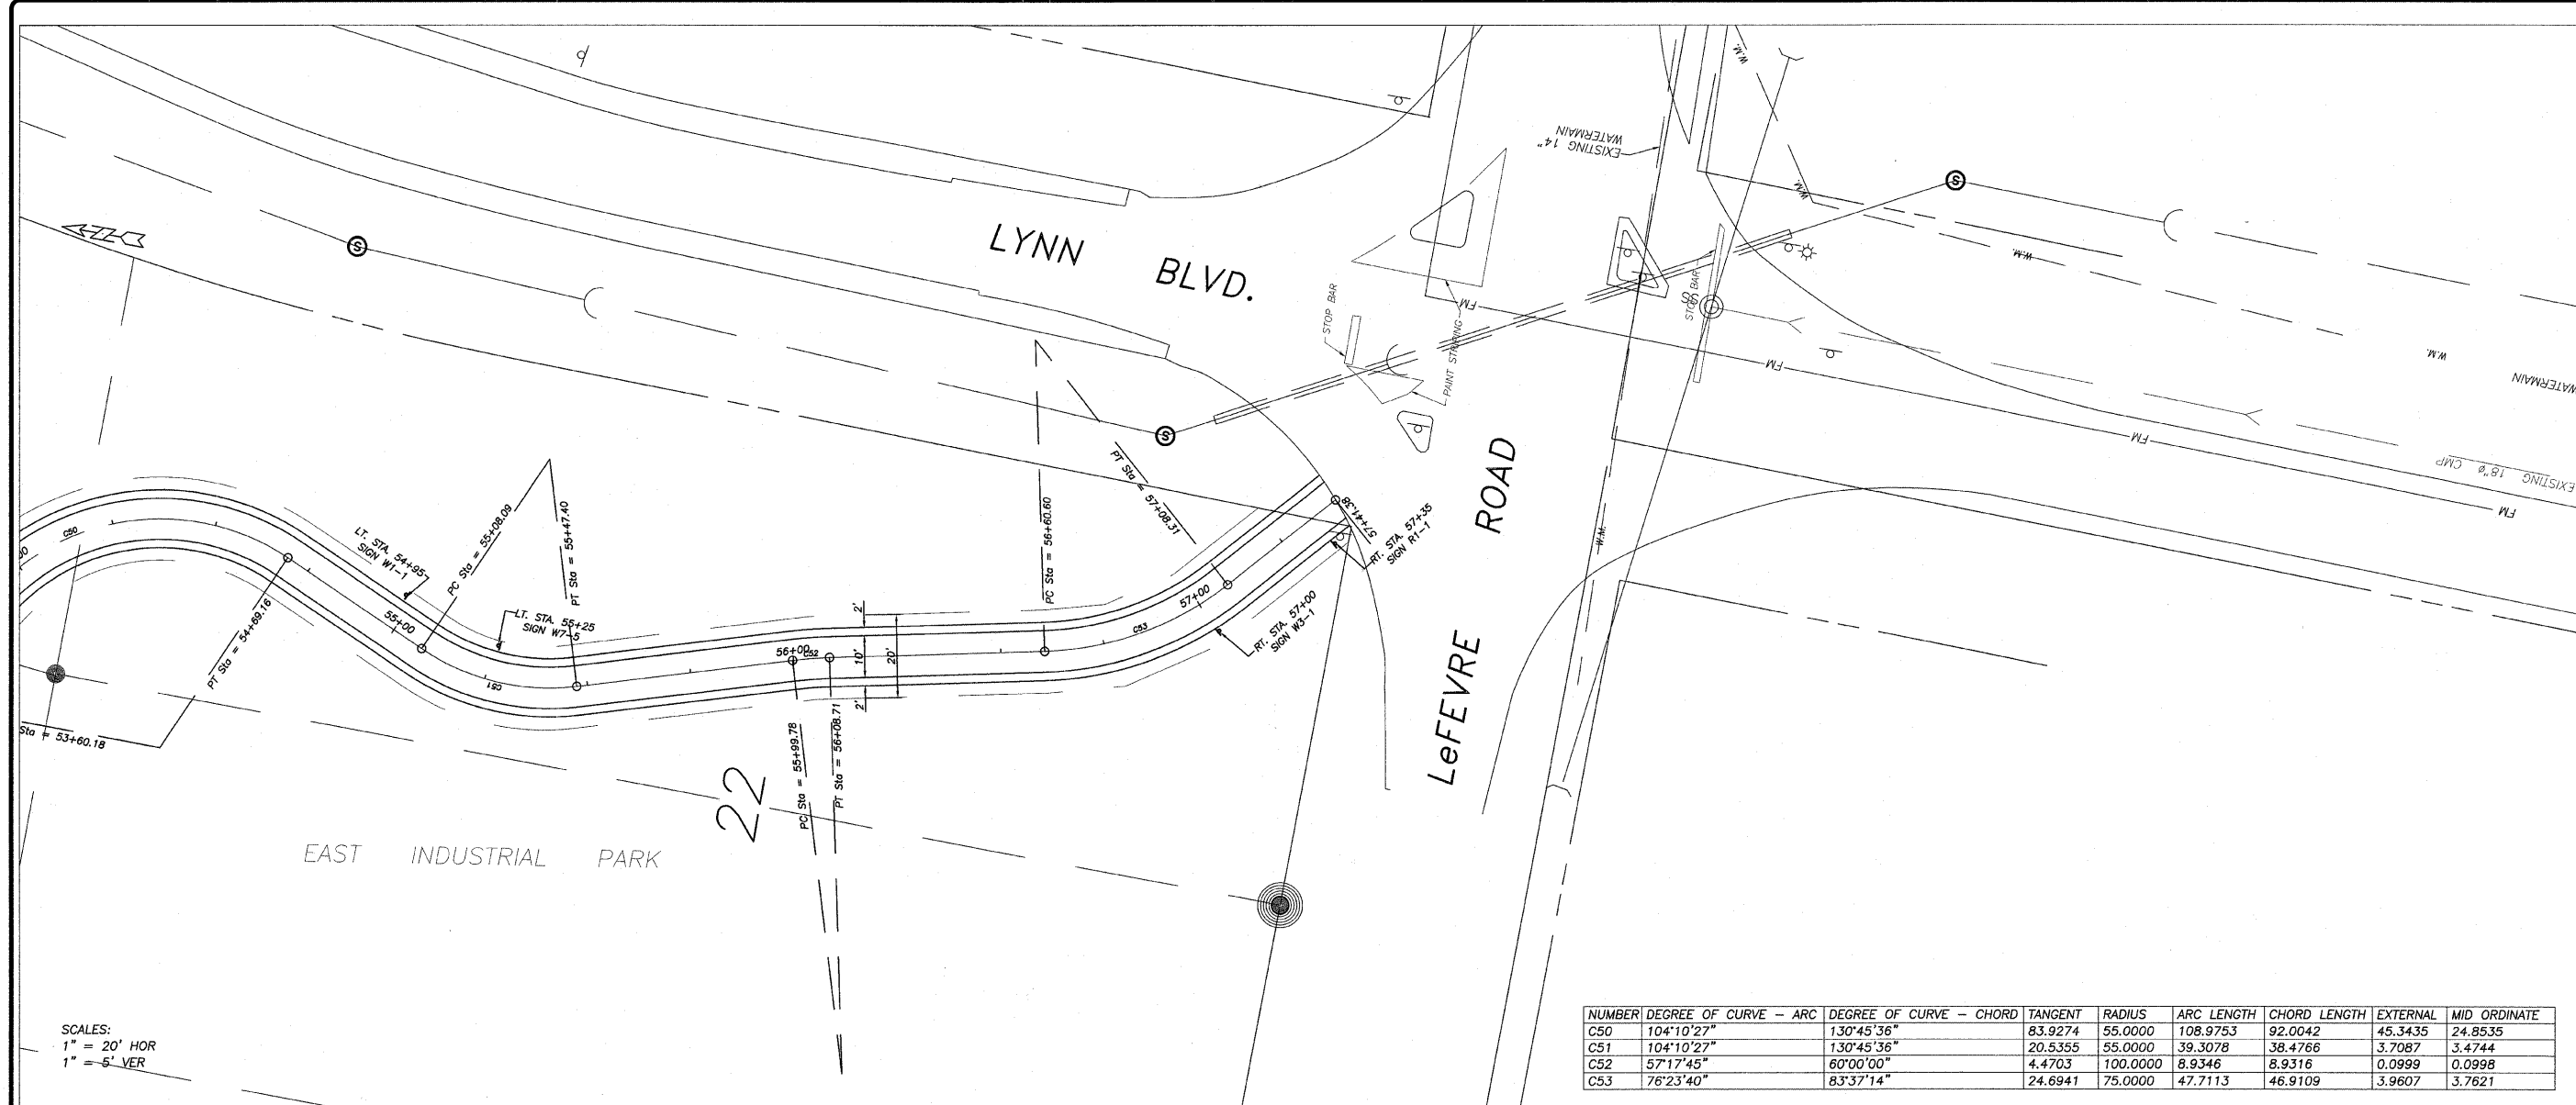 LYNN BLVD.
EXISTING 14"
WATERMAIN
W.M.
W.M.
W.M.
W.M.
W.M.
WATERMAIN
STOP BAR
PAINT STRIPING
STOP BAR
SS
S
S
S
FM
FM
FM
FM
EXISTING 18"ø CMP
LeFEVRE ROAD
C50
LT. STA. 54+95
SIGN W1-1
PC Sta = 55+08.09
PT Sta = 55+47.40
LT. STA. 55+25
SIGN W7-5
PT Sta = 54+69.16
55+00
C51
Sta = 53+60.18
56+00
C52
2'
10'
20'
2'
PC Sta = 55+99.78
PT Sta = 56+08.71
PC Sta = 56+60.60
C53
57+00
PT Sta = 57+08.31
57+41.38
RT. STA. 57+35
SIGN R1-1
RT. STA. 57+00
SIGN W3-1
22
EAST INDUSTRIAL PARK
SCALES:
1" = 20' HOR
1" = 5' VER
NUMBER DEGREE OF CURVE – ARC DEGREE OF CURVE – CHORD TANGENT RADIUS ARC LENGTH CHORD LENGTH EXTERNAL MID ORDINATE
C50 104°10'27" 130°45'36" 83.9274 55.0000 108.9753 92.0042 45.3435 24.8535
C51 104°10'27" 130°45'36" 20.5355 55.0000 39.3078 38.4766 3.7087 3.4744
C52 57°17'45" 60°00'00" 4.4703 100.0000 8.9346 8.9316 0.0999 0.0998
C53 76°23'40" 83°37'14" 24.6941 75.0000 47.7113 46.9109 3.9607 3.7621